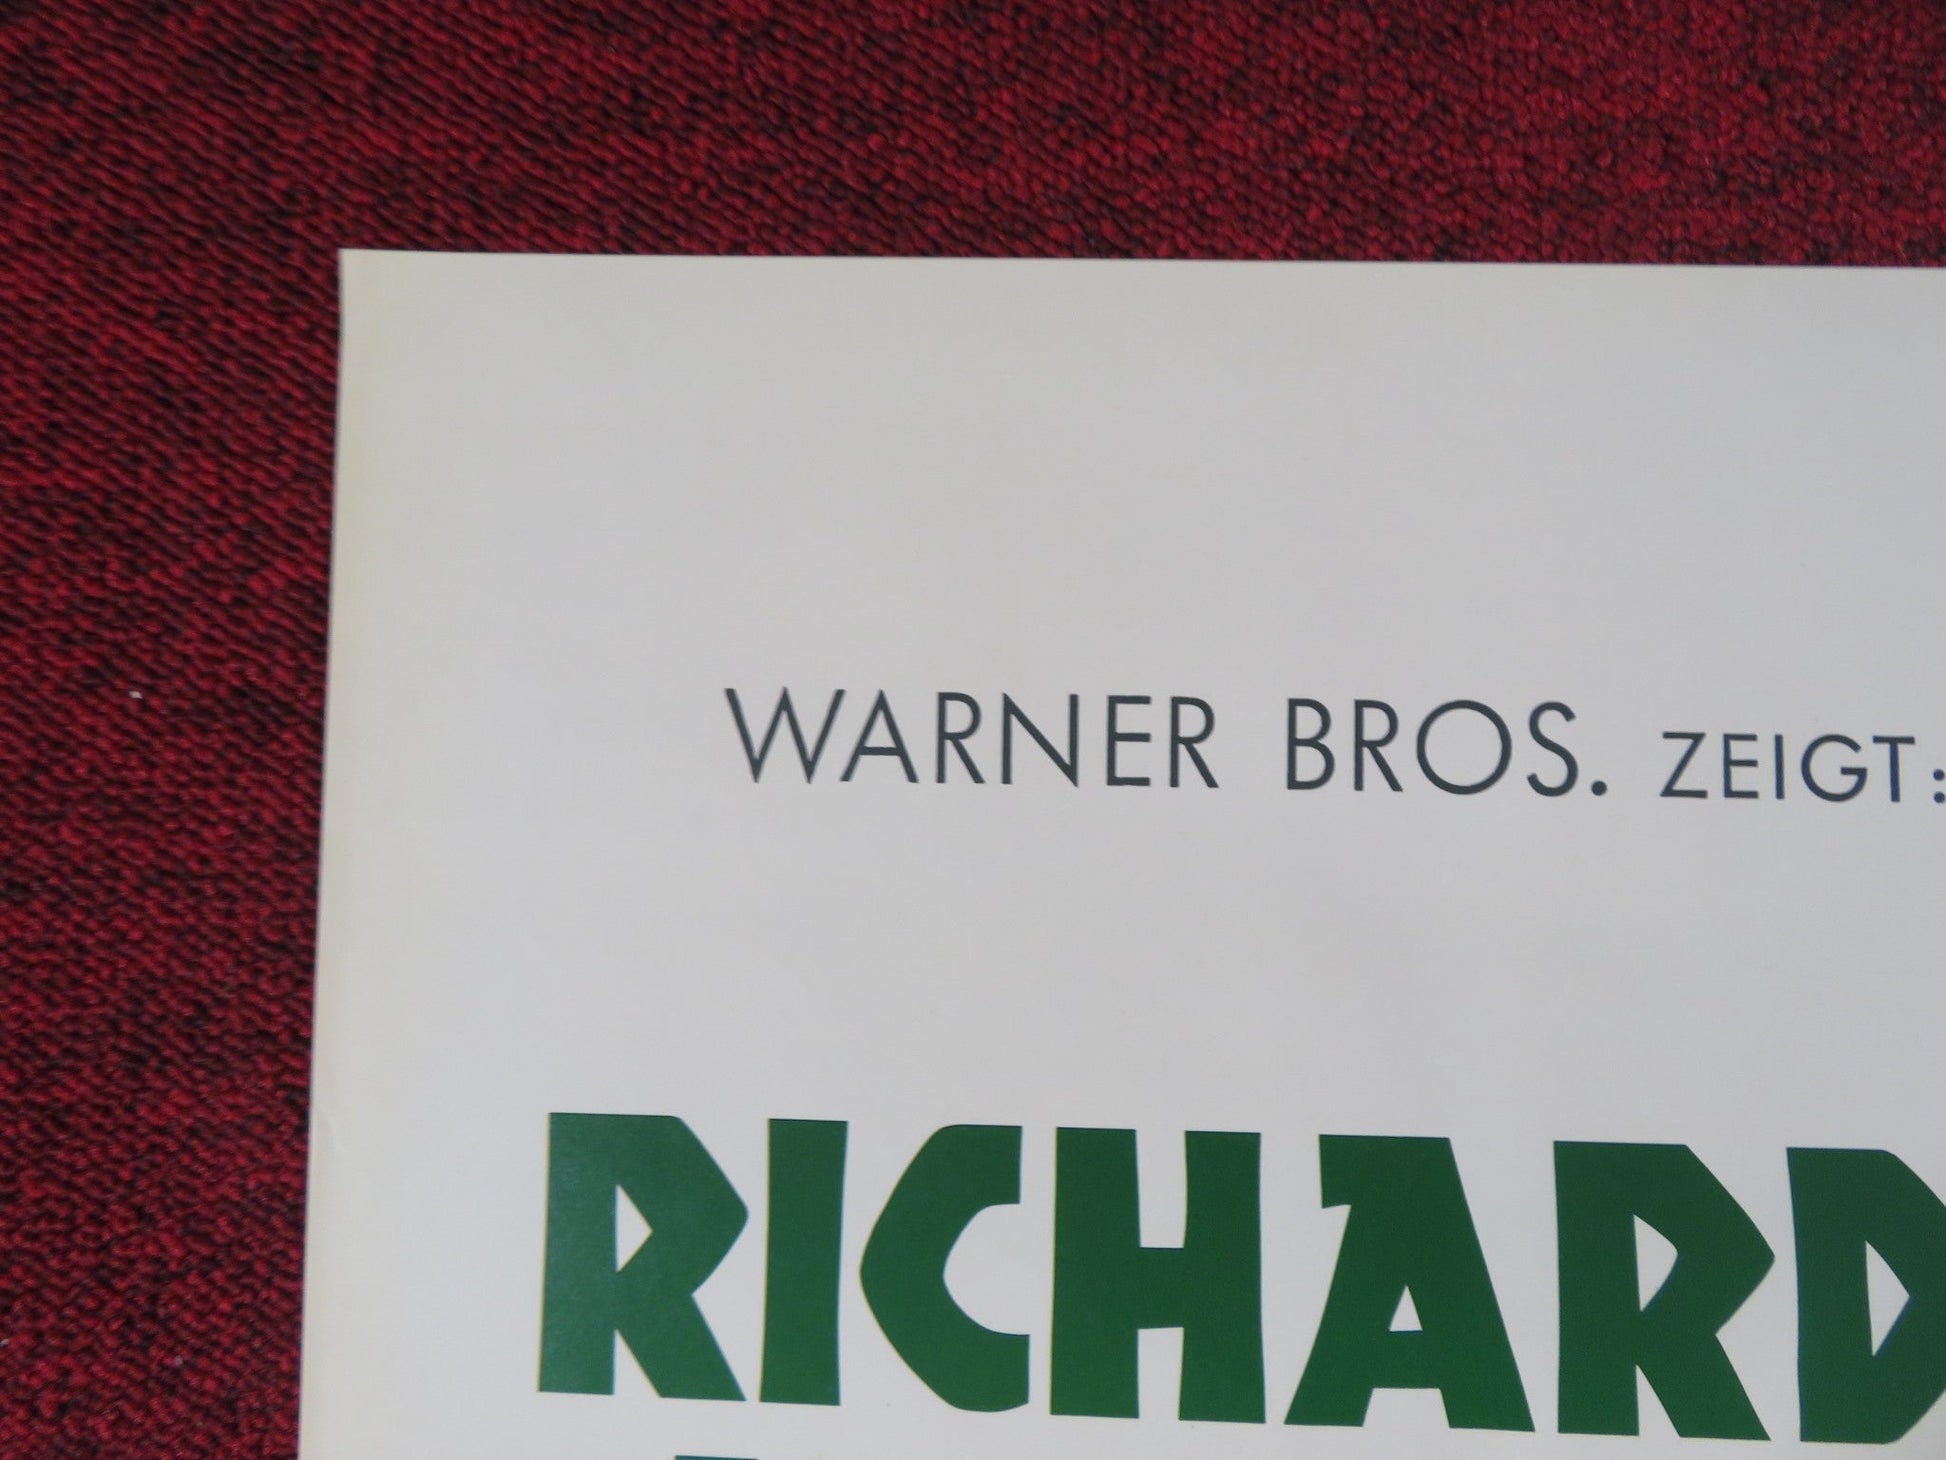 WARNER BROS. ZEIGT:
RICHARD